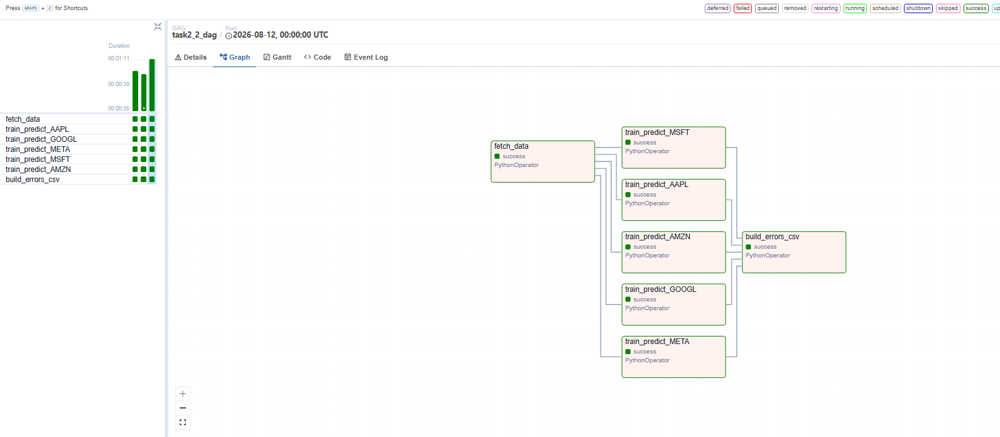 Press shift + / for Shortcuts
deferred failed queued removed restarting running scheduled shutdown skipped success up
DAG
task2_2_dag
/
Run
2026-08-12, 00:00:00 UTC
Details Graph Gantt Code Event Log
Duration
00:01:11
00:00:35
00:00:00
fetch_data
train_predict_AAPL
train_predict_GOOGL
train_predict_META
train_predict_MSFT
train_predict_AMZN
build_errors_csv
fetch_data
success
PythonOperator
train_predict_MSFT
success
PythonOperator
train_predict_AAPL
success
PythonOperator
train_predict_AMZN
success
PythonOperator
train_predict_GOOGL
success
PythonOperator
train_predict_META
success
PythonOperator
build_errors_csv
success
PythonOperator